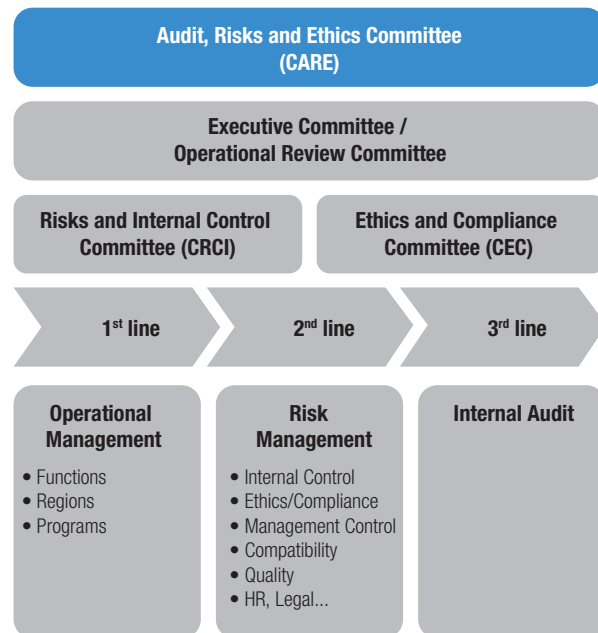 Audit, Risks and Ethics Committee
(CARE)
Executive Committee /
Operational Review Committee
Risks and Internal Control
Committee (CRCI)
Ethics and Compliance
Committee (CEC)
1st line
2nd line
3rd line
Operational
Management
• Functions
• Regions
• Programs
Risk
Management
• Internal Control
• Ethics/Compliance
• Management Control
• Compatibility
• Quality
• HR, Legal...
Internal Audit